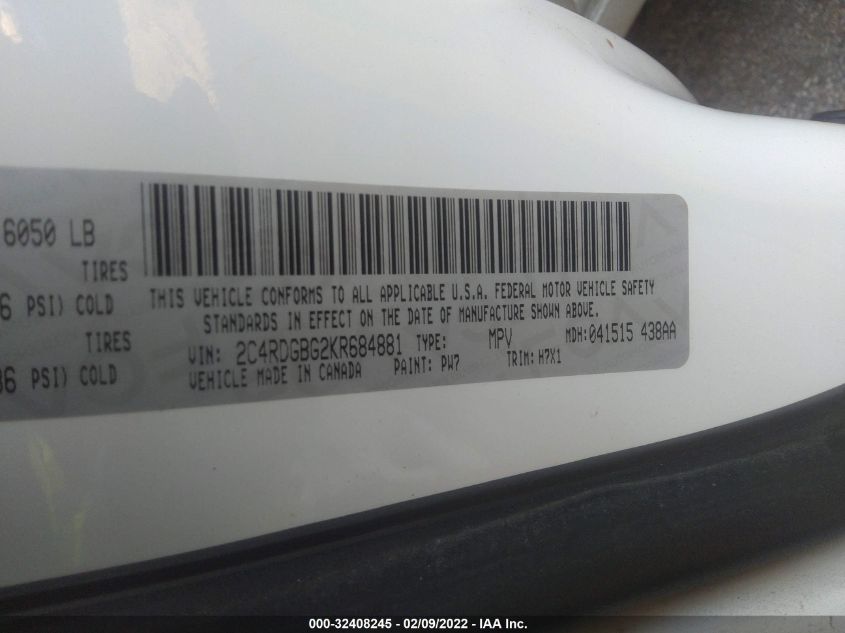 6050 LB
TIRES
6 PSI) COLD
TIRES
36 PSI) COLD
THIS VEHICLE CONFORMS TO ALL APPLICABLE U.S.A. FEDERAL MOTOR VEHICLE SAFETY
STANDARDS IN EFFECT ON THE DATE OF MANUFACTURE SHOWN ABOVE.
VIN: 2C4RDGBG2KR684881 TYPE: MPV MDH:041515 438AA
VEHICLE MADE IN CANADA PAINT: PW7 TRIM: H7X1
000-32408245 - 02/09/2022 - IAA Inc.